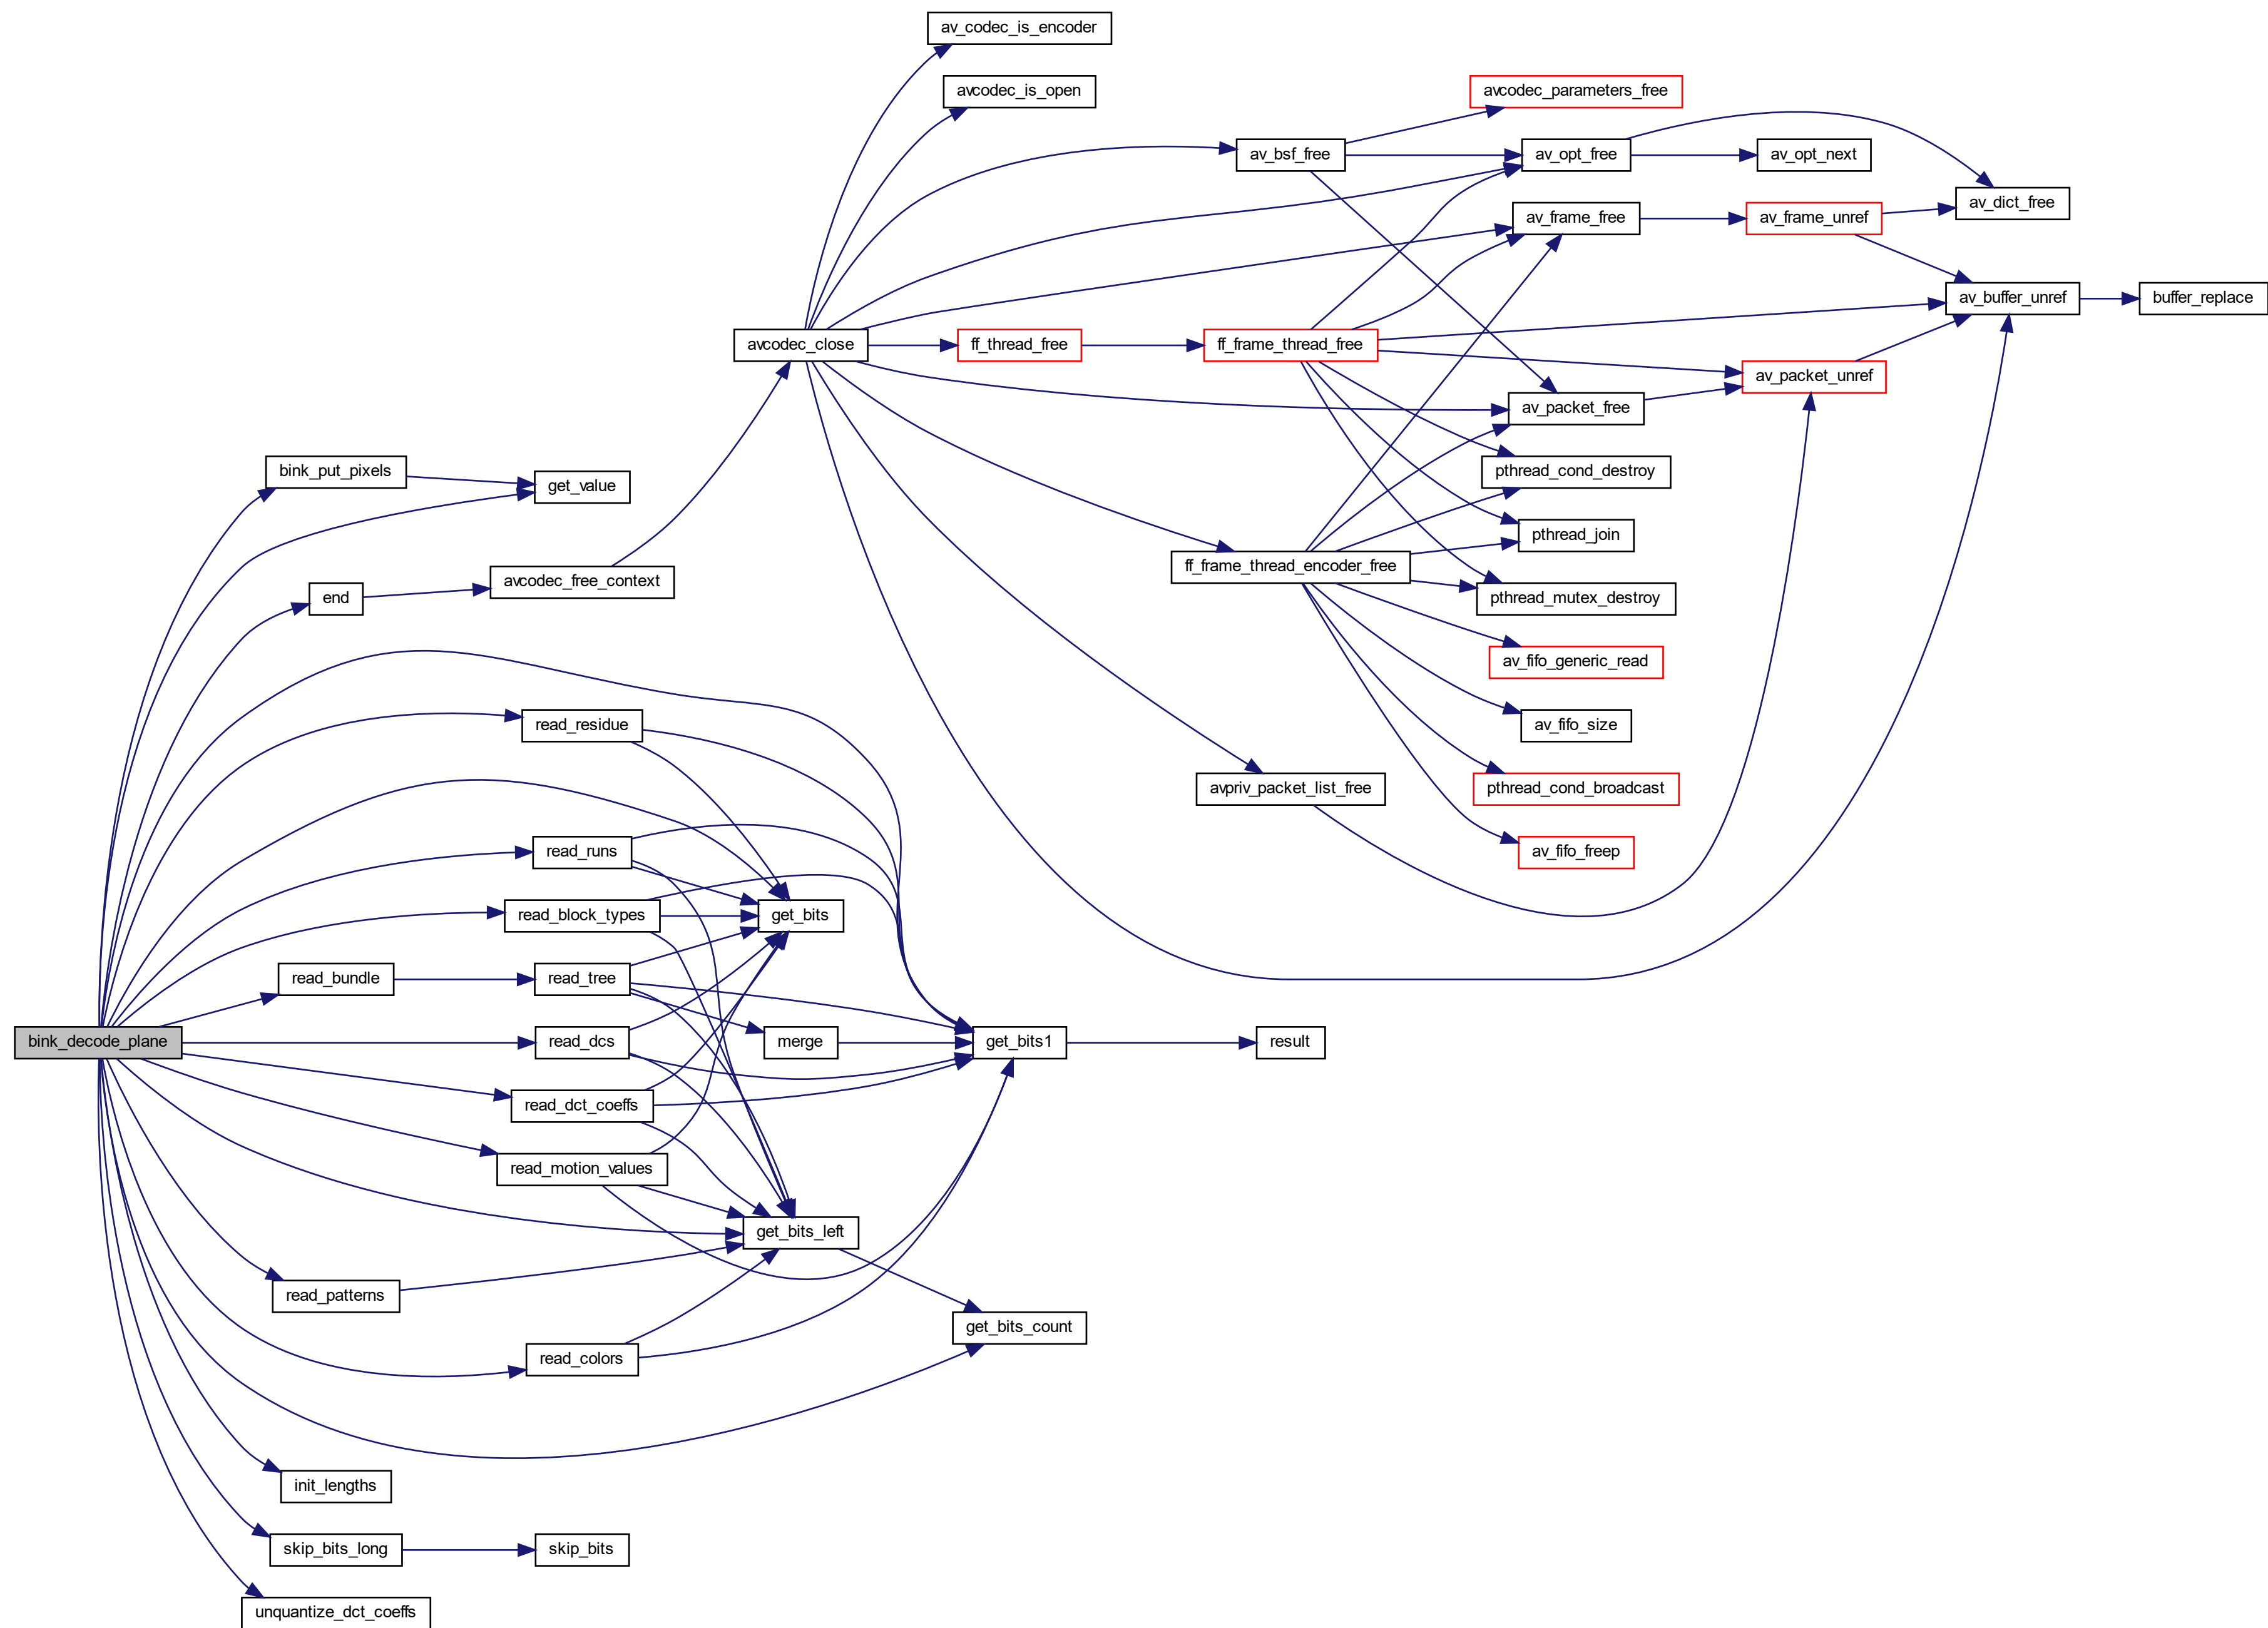 av_codec_is_encoder
avcodec_is_open
avcodec_parameters_free
av_bsf_free
av_opt_free
av_opt_next
av_dict_free
av_frame_free
av_frame_unref
av_buffer_unref
buffer_replace
avcodec_close
ff_thread_free
ff_frame_thread_free
av_packet_unref
av_packet_free
bink_put_pixels
get_value
pthread_cond_destroy
pthread_join
end
avcodec_free_context
ff_frame_thread_encoder_free
pthread_mutex_destroy
av_fifo_generic_read
read_residue
av_fifo_size
avpriv_packet_list_free
pthread_cond_broadcast
read_runs
av_fifo_freep
read_block_types
get_bits
read_bundle
read_tree
bink_decode_plane
read_dcs
merge
get_bits1
result
read_dct_coeffs
read_motion_values
get_bits_left
read_patterns
get_bits_count
read_colors
init_lengths
skip_bits_long
skip_bits
unquantize_dct_coeffs